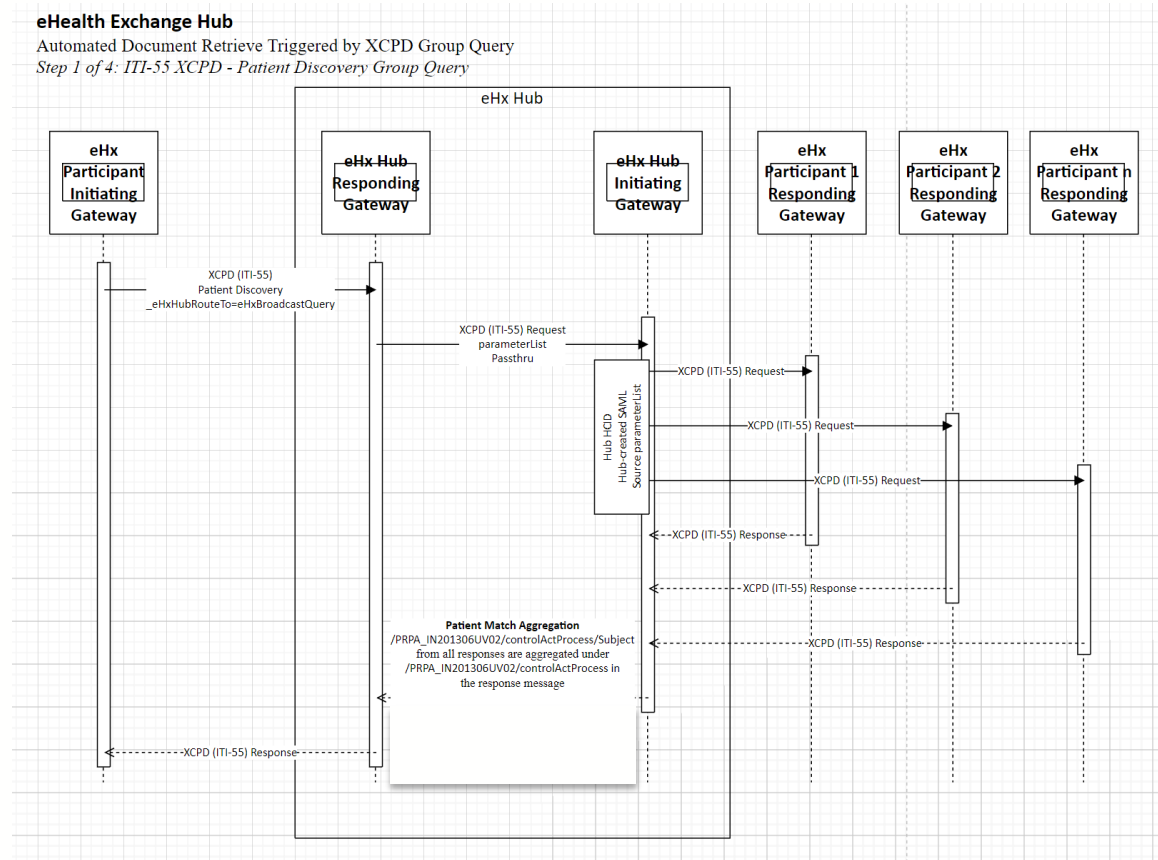 eHealth Exchange Hub
Automated Document Retrieve Triggered by XCPD Group Query
Step 1 of 4: ITI-55 XCPD - Patient Discovery Group Query
eHx Hub
eHx
Participant
Initiating
Gateway
eHx Hub
Responding
Gateway
eHx Hub
Initiating
Gateway
eHx
Participant 1
Responding
Gateway
eHx
Participant 2
Responding
Gateway
eHx
Participant n
Responding
Gateway
XCPD (ITI-55)
Patient Discovery
_eHxHubRouteTo=eHxBroadcastQuery
XCPD (ITI-55) Request
parameterList
Passthru
Hub HCID
Hub-created SAML
Source parameterList
XCPD (ITI-55) Request
XCPD (ITI-55) Request
XCPD (ITI-55) Request
XCPD (ITI-55) Response
XCPD (ITI-55) Response
XCPD (ITI-55) Response
Patient Match Aggregation
/PRPA_IN201306UV02/controlActProcess/Subject
from all responses are aggregated under
/PRPA_IN201306UV02/controlActProcess in
the response message
XCPD (ITI-55) Response